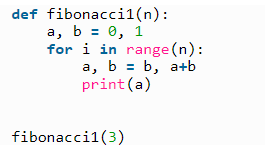 def fibonacci1(n):
    a, b = 0, 1
    for i in range(n):
        a, b = b, a+b
        print(a)

fibonacci1(3)